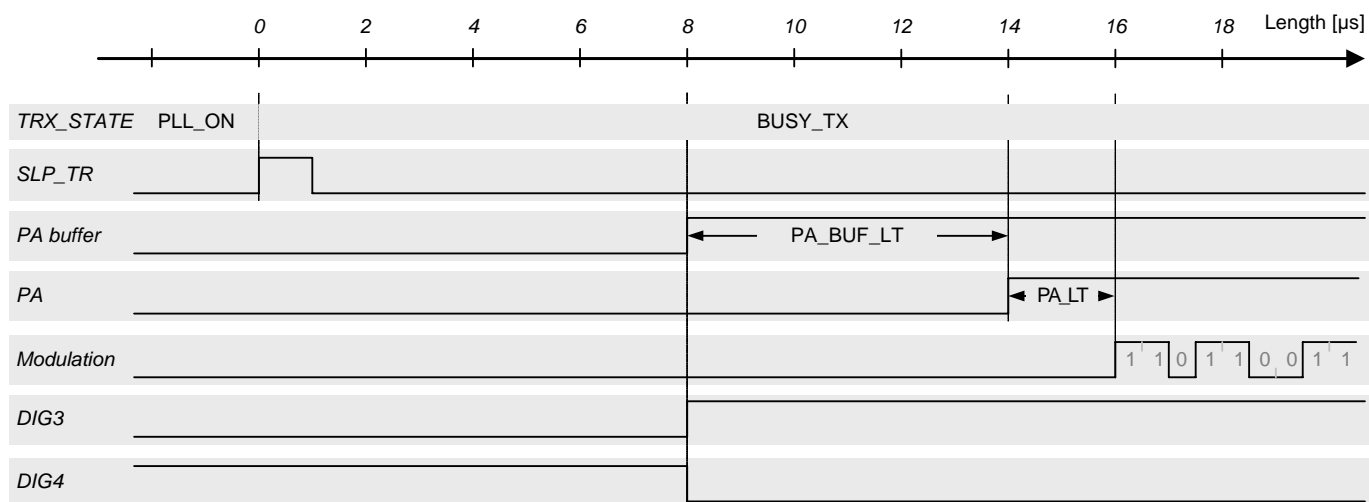 0 2 4 6 8 10 12 14 16 18 Length [µs]
TRX_STATE PLL_ON BUSY_TX
SLP_TR
PA buffer PA_BUF_LT
PA PA_LT
Modulation 1 1 0 1 1 0 0 1 1
DIG3
DIG4